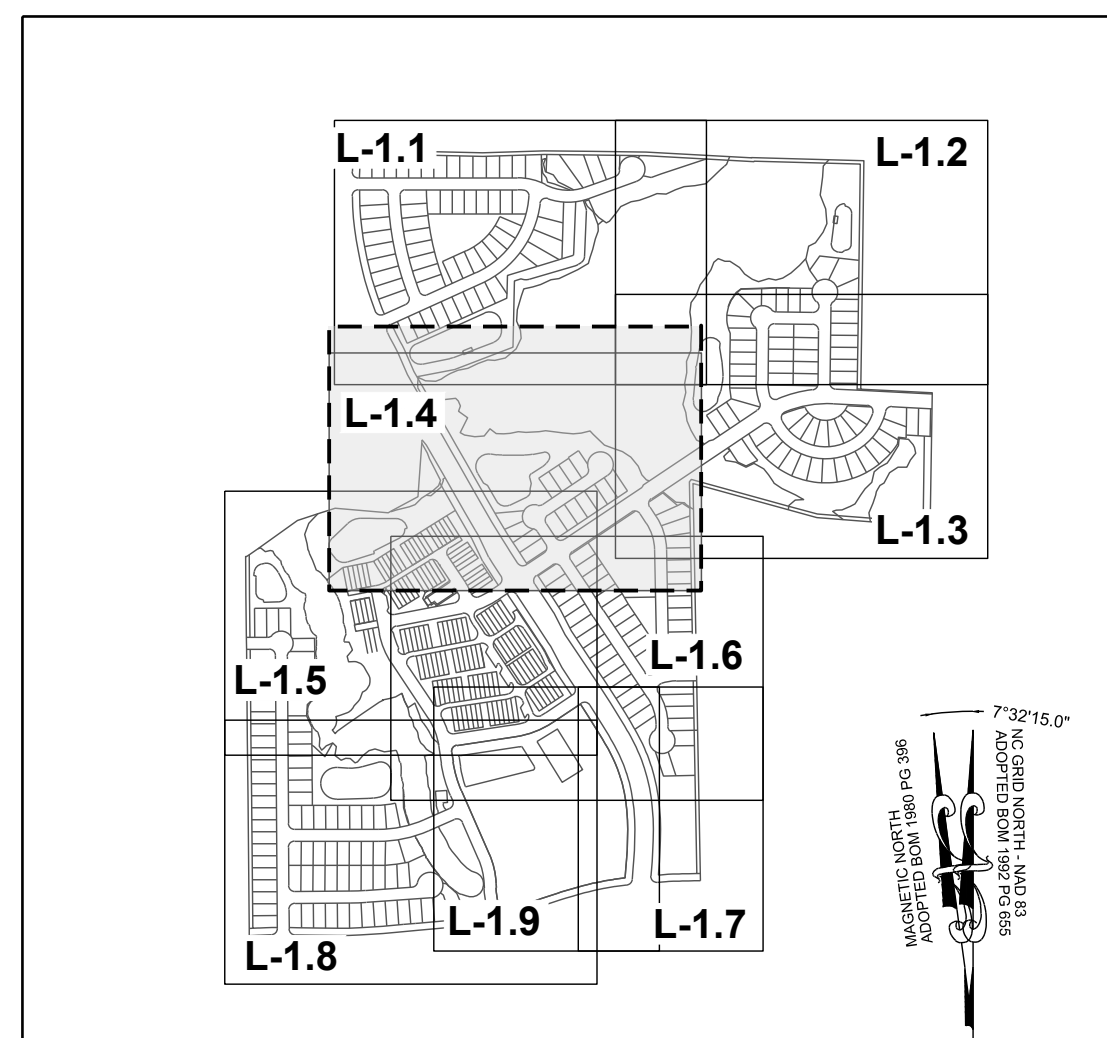 L-1.1
L-1.2
L-1.4
L-1.3
L-1.6
L-1.5
L-1.9
L-1.7
L-1.8
7°32'15.0"
MAGNETIC NORTH
ADOPTED BOM 1980 PG 396
NC GRID NORTH - NAD 83
ADOPTED BOM 1992 PG 655